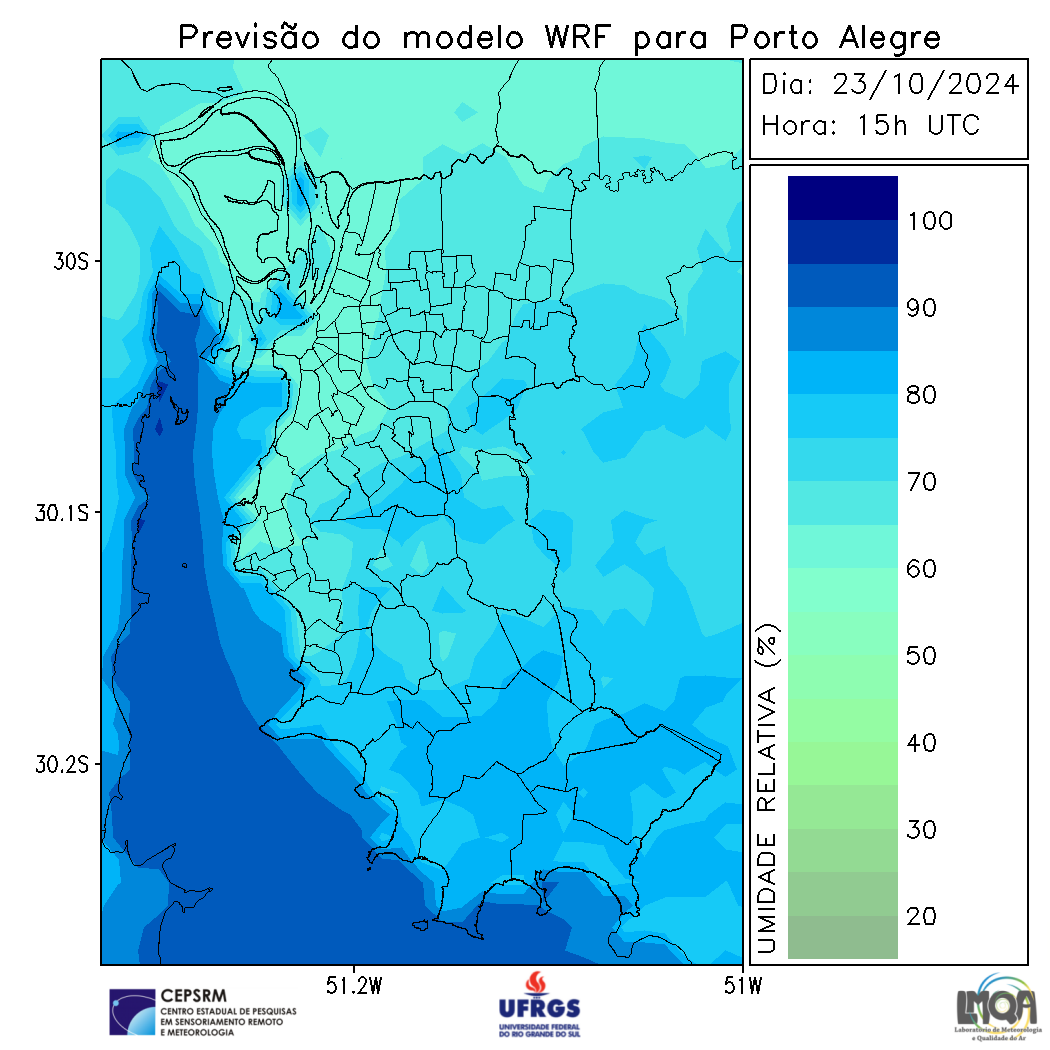 Previsão do modelo WRF para Porto Alegre
Dia: 23/10/2024
Hora: 15h UTC
100
90
80
70
60
50
40
30
20
UMIDADE RELATIVA (%)
30S
30.1S
30.2S
51.2W
51W
CEPSRM
CENTRO ESTADUAL DE PESQUISAS
EM SENSORIAMENTO REMOTO
E METEOROLOGIA
UFRGS
UNIVERSIDADE FEDERAL
DO RIO GRANDE DO SUL
LMQA
Laboratório de Meteorologia
e Qualidade do Ar